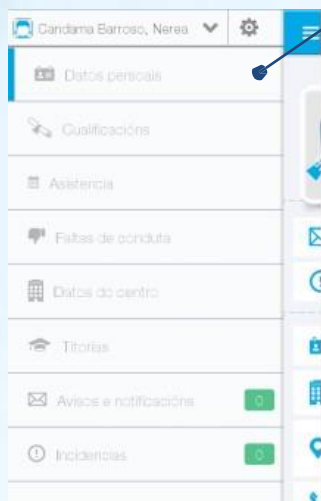 Candama Barroso, Nerea
Datos persoais
Cualificacións
Asistencia
Faltas de conduta
Datos do centro
Titorías
Avisos e notificacións 0
Incidencias 0